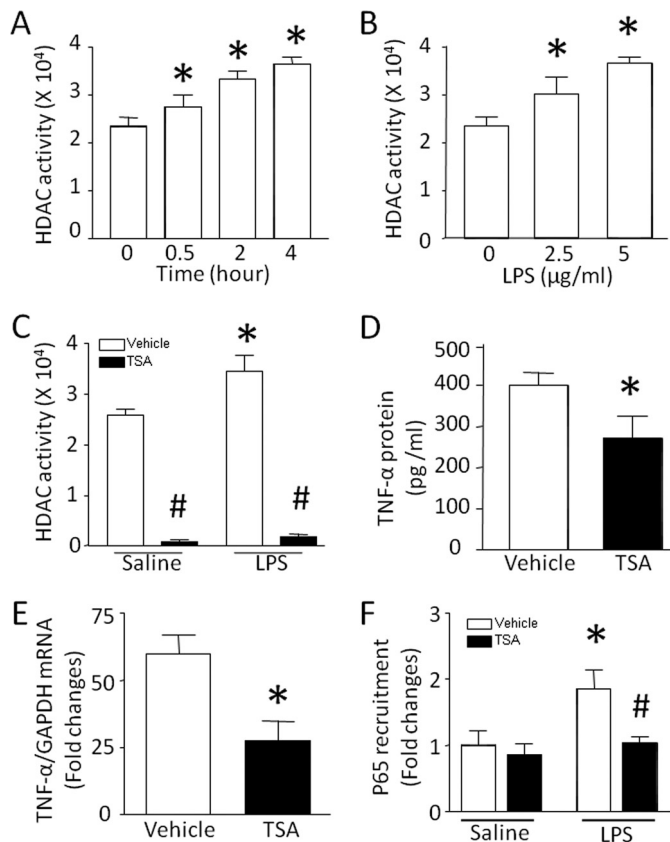 A
HDAC activity (X 10⁴)
4
3
2
1
0
* * *
0 0.5 2 4
Time (hour)
B
HDAC activity (X 10⁴)
4
3
2
1
0
* *
0 2.5 5
LPS (µg/ml)
C
Vehicle
TSA
HDAC activity (X 10⁴)
4
3
2
1
0
*
# #
Saline LPS
D
TNF-α protein
(pg /ml)
500
400
300
200
100
0
*
Vehicle TSA
E
TNF-α/GAPDH mRNA
(Fold changes)
75
50
25
0
*
Vehicle TSA
F
Vehicle
TSA
P65 recruitment
(Fold changes)
3
2
1
0
*
#
Saline LPS